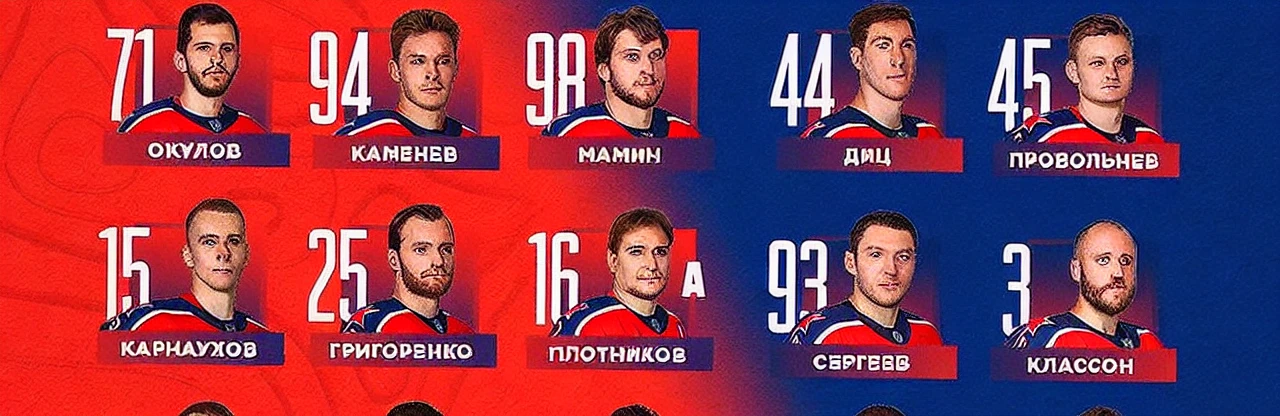 71 94 98 44 45
ОКУЛОВ КАМЕНЕВ МАМИН ДИЦ ПРОВОЛЬНЕВ
15 25 16 А 93 3
КАРНАУХОВ ГРИГОРЕНКО ПЛОТНИКОВ СЕРГЕЕВ КЛАССОН